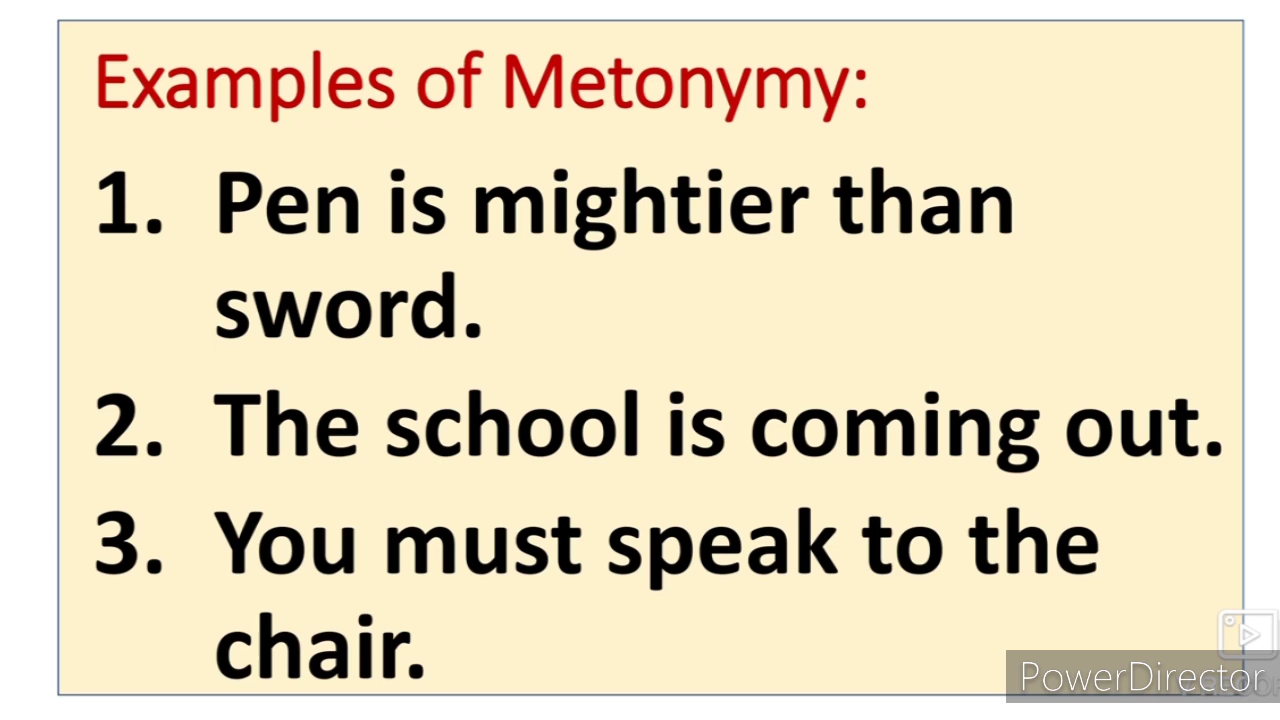 Examples of Metonymy:
1. Pen is mightier than
sword.
2. The school is coming out.
3. You must speak to the
chair.
PowerDirector